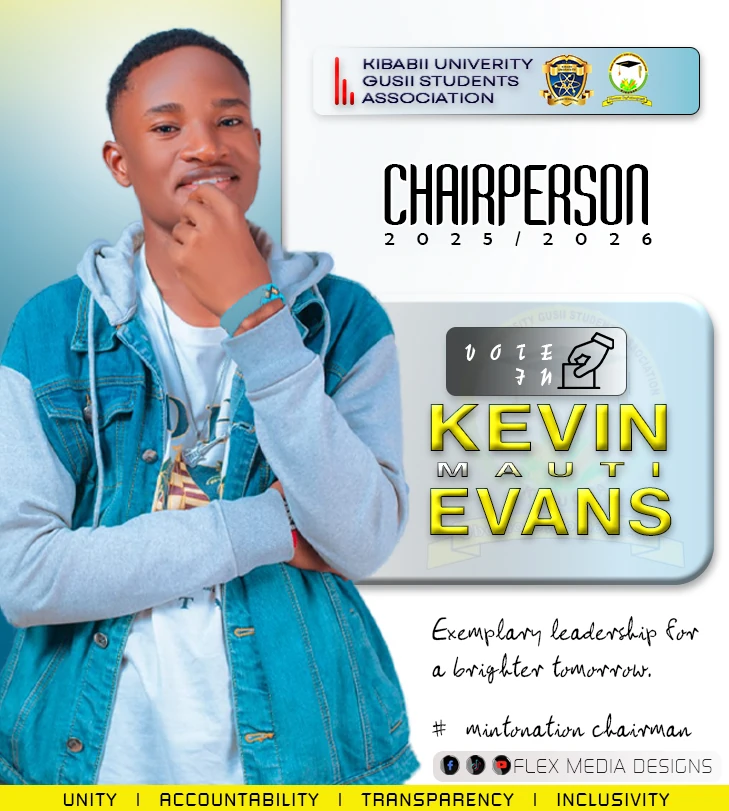 KIBABII UNIVERITY
GUSII STUDENTS
ASSOCIATION
CHAIRPERSON
2025/2026
VOTE
IN
KEVIN
MAUTI
EVANS
Exemplary leadership for
a brighter tomorrow.
# mintonation chairman
FLEX MEDIA DESIGNS
UNITY | ACCOUNTABILITY | TRANSPARENCY | INCLUSIVITY